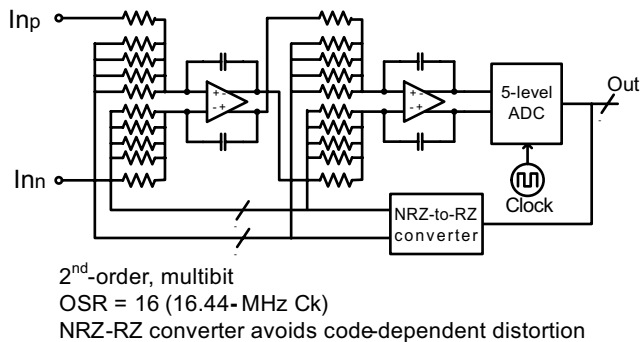 Inp
+ -
- +
+ -
- +
5-level
ADC
Out
Inn
Clock
NRZ-to-RZ
converter
2nd-order, multibit
OSR = 16 (16.44-MHz Ck)
NRZ-RZ converter avoids code-dependent distortion